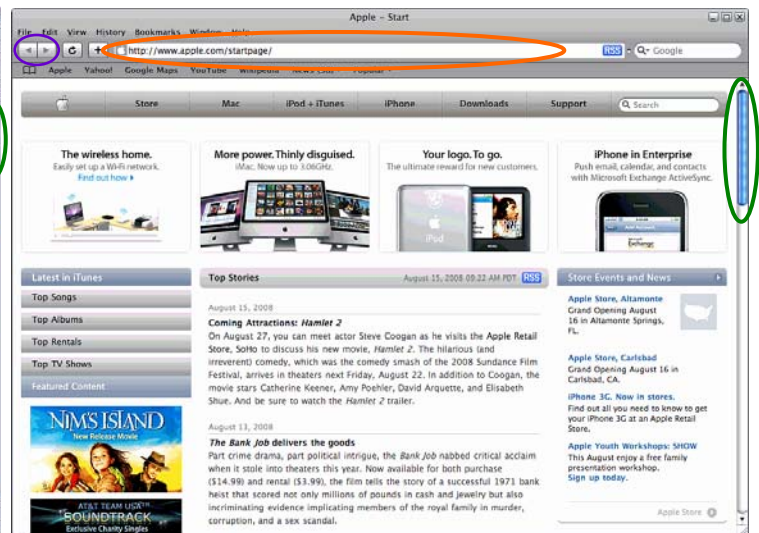 Apple – Start
File Edit View History Bookmarks Window Help
http://www.apple.com/startpage/
RSS
Google
Apple Yahoo! Google Maps YouTube Wikipedia
Store Mac iPod + iTunes iPhone Downloads Support Search
The wireless home.
Easily set up a Wi-Fi network.
Find out how
More power. Thinly disguised.
iMac. Now up to 3.06GHz.
Your logo. To go.
The ultimate reward for new customers.
iPod
iPhone in Enterprise
Push email, calendar, and contacts
with Microsoft Exchange ActiveSync.
Exchange
Latest in iTunes
Top Songs
Top Albums
Top Rentals
Top TV Shows
Featured Content
NIM'S ISLAND
New Release Movie
AT&T TEAM USA
SOUNDTRACK
Exclusive Charity Singles
Top Stories
August 15, 2008 09:22 AM PDT RSS
August 15, 2008
Coming Attractions: Hamlet 2
On August 27, you can meet actor Steve Coogan as he visits the Apple Retail
Store, SoHo to discuss his new movie, Hamlet 2. The hilarious (and
irreverent) comedy, which was the comedy smash of the 2008 Sundance Film
Festival, arrives in theaters next Friday, August 22. In addition to Coogan, the
movie stars Catherine Keener, Amy Poehler, David Arquette, and Elisabeth
Shue. And be sure to watch the Hamlet 2 trailer.
August 13, 2008
The Bank Job delivers the goods
Part crime drama, part political intrigue, the Bank Job nabbed critical acclaim
when it stole into theaters this year. Now available for both purchase
($14.99) and rental ($3.99), the film tells the story of a successful 1971 bank
heist that scored not only millions of pounds in cash and jewelry but also
incriminating evidence implicating members of the royal family in murder,
corruption, and a sex scandal.
Store Events and News
Apple Store, Altamonte
Grand Opening August
16 in Altamonte Springs,
FL.
Apple Store, Carlsbad
Grand Opening August 16 in
Carlsbad, CA.
iPhone 3G. Now in stores.
Find out all you need to know to get
your iPhone 3G at an Apple Retail
Store.
Apple Youth Workshops: SHOW
This August enjoy a free family
presentation workshop.
Sign up today.
Apple Store